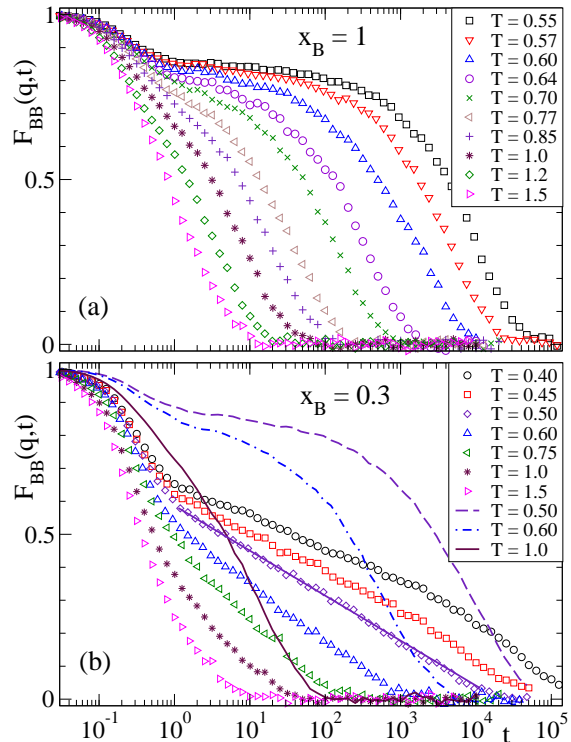 1
0.5
0
F_BB(q,t)
x_B = 1
(a)
T = 0.55
T = 0.57
T = 0.60
T = 0.64
T = 0.70
T = 0.77
T = 0.85
T = 1.0
T = 1.2
T = 1.5
1
0.5
0
F_BB(q,t)
x_B = 0.3
(b)
T = 0.40
T = 0.45
T = 0.50
T = 0.60
T = 0.75
T = 1.0
T = 1.5
T = 0.50
T = 0.60
T = 1.0
10^-1 10^0 10^1 10^2 10^3 10^4 t 10^5